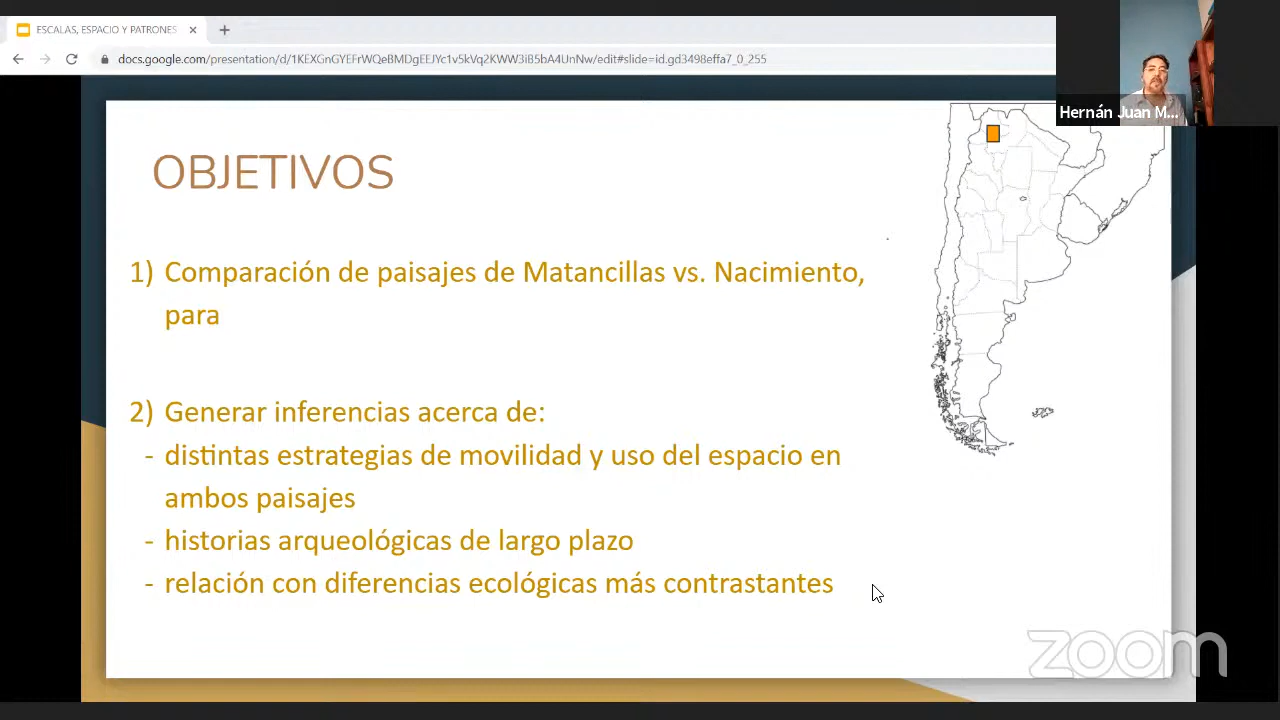 ESCALAS, ESPACIO Y PATRONES
docs.google.com/presentation/d/1KEXGnGYEFrWQeBMDgEEJYc1v5kVq2KWW3iB5bA4UnNw/edit#slide=id.gd3498effa7_0_255
Hernán Juan M...
OBJETIVOS
1) Comparación de paisajes de Matancillas vs. Nacimiento,
para
2) Generar inferencias acerca de:
- distintas estrategias de movilidad y uso del espacio en
ambos paisajes
- historias arqueológicas de largo plazo
- relación con diferencias ecológicas más contrastantes
zoom